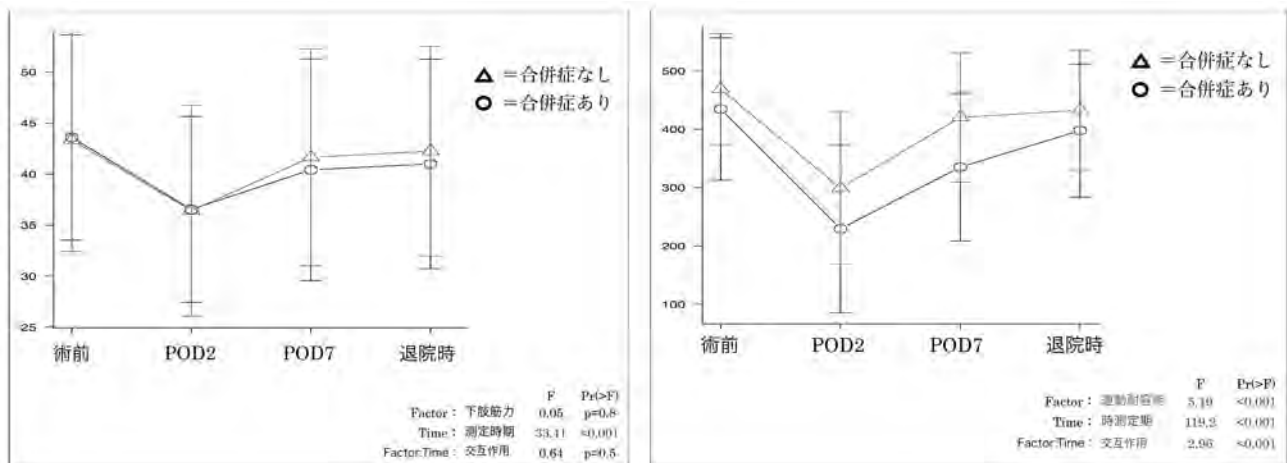 50
45
40
35
30
25
△ =合併症なし
○ =合併症あり
術前 POD2 POD7 退院時
F Pr(>F)
Factor: 下肢筋力 0.05 p=0.8
Time: 測定時期 33.41 <0.001
Factor:Time: 交互作用 0.64 p=0.5
500
400
300
200
100
△ =合併症なし
○ =合併症あり
術前 POD2 POD7 退院時
F Pr(>F)
Factor: 運動耐容能 5.19 <0.001
Time: 時測定期 119.2 <0.001
Factor:Time: 交互作用 2.96 <0.001